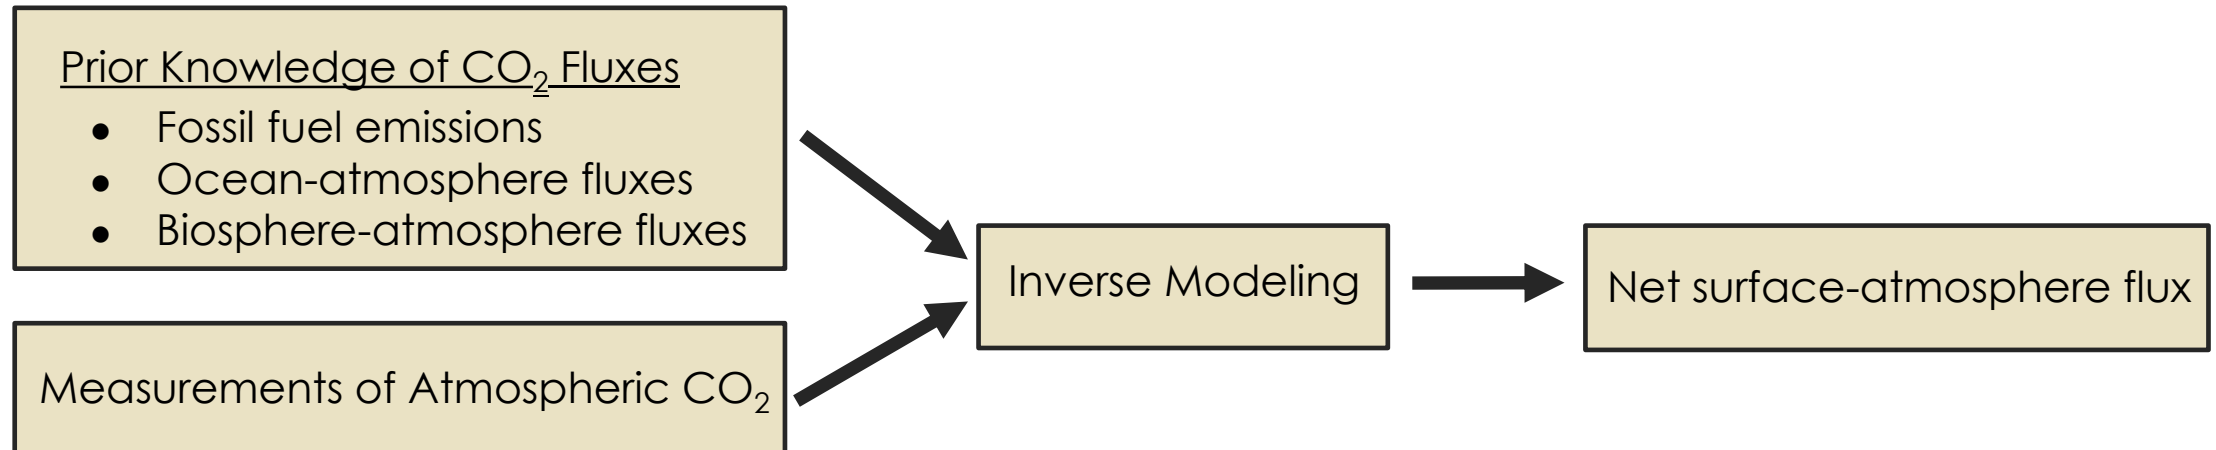 Prior Knowledge of CO₂ Fluxes
● Fossil fuel emissions
● Ocean-atmosphere fluxes
● Biosphere-atmosphere fluxes
Measurements of Atmospheric CO₂
Inverse Modeling
Net surface-atmosphere flux